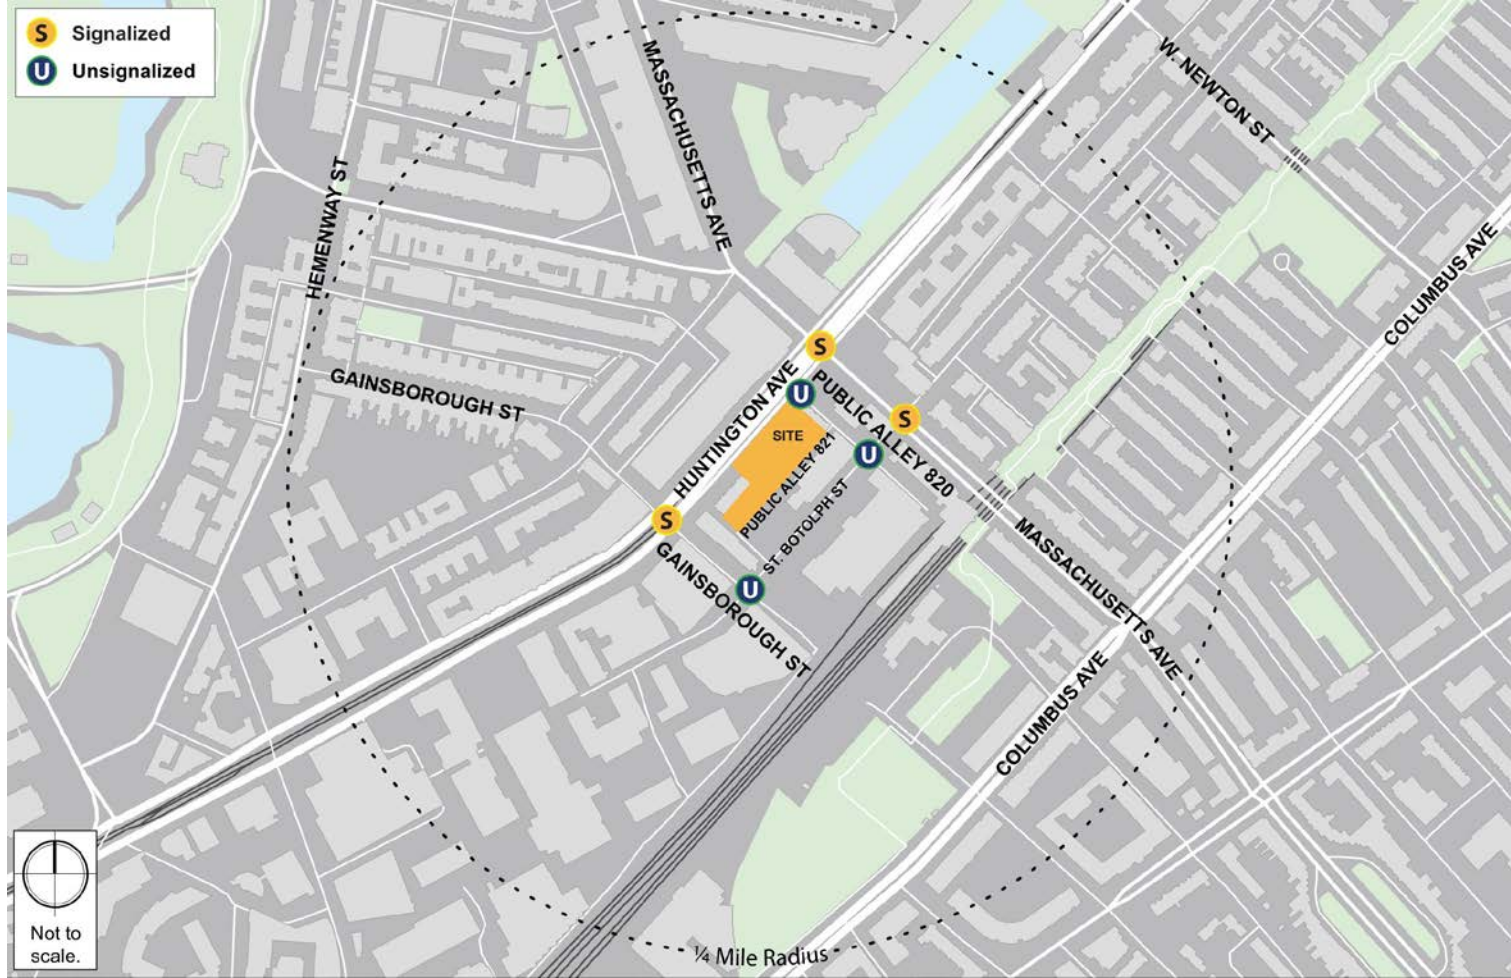 S Signalized
U Unsignalized
MASSACHUSETTS AVE
W. NEWTON ST
HEMENWAY ST
COLUMBUS AVE
GAINSBOROUGH ST
HUNTINGTON AVE
S
U
PUBLIC ALLEY 820
S
SITE
PUBLIC ALLEY 821
U
ST. BOTOLPH ST
S
GAINSBOROUGH ST
U
MASSACHUSETTS AVE
COLUMBUS AVE
Not to
scale.
¼ Mile Radius